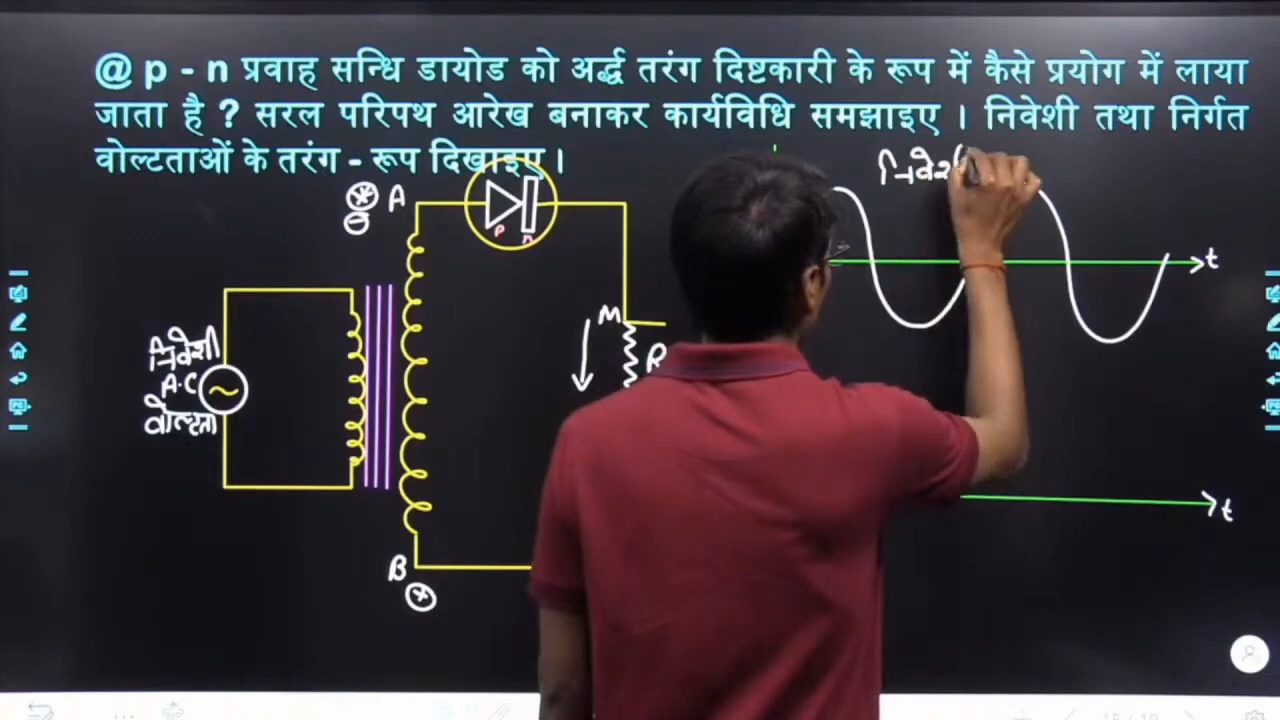 @ p - n प्रवाह सन्धि डायोड को अर्द्ध तरंग दिष्टकारी के रूप में कैसे प्रयोग में लाया
जाता है ? सरल परिपथ आरेख बनाकर कार्यविधि समझाइए । निवेशी तथा निर्गत
वोल्टताओं के तरंग - रूप दिखाइए ।
A
P n
निवेशी
A.C
वोल्टता
M
R
B
t
t